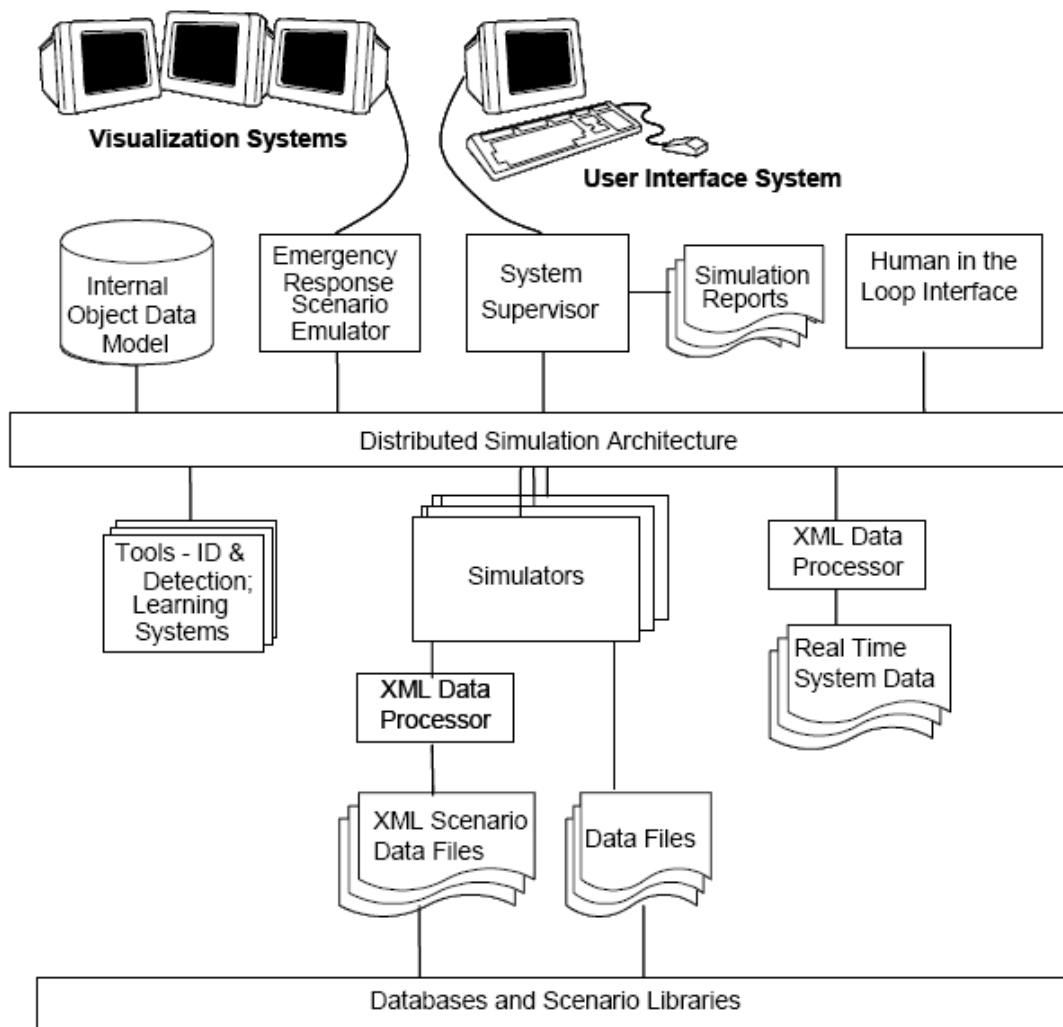 Visualization Systems
User Interface System
Internal
Object Data
Model
Emergency
Response
Scenario
Emulator
System
Supervisor
Simulation
Reports
Human in the
Loop Interface
Distributed Simulation Architecture
Tools - ID &
Detection;
Learning
Systems
Simulators
XML Data
Processor
Real Time
System Data
XML Data
Processor
XML Scenario
Data Files
Data Files
Databases and Scenario Libraries